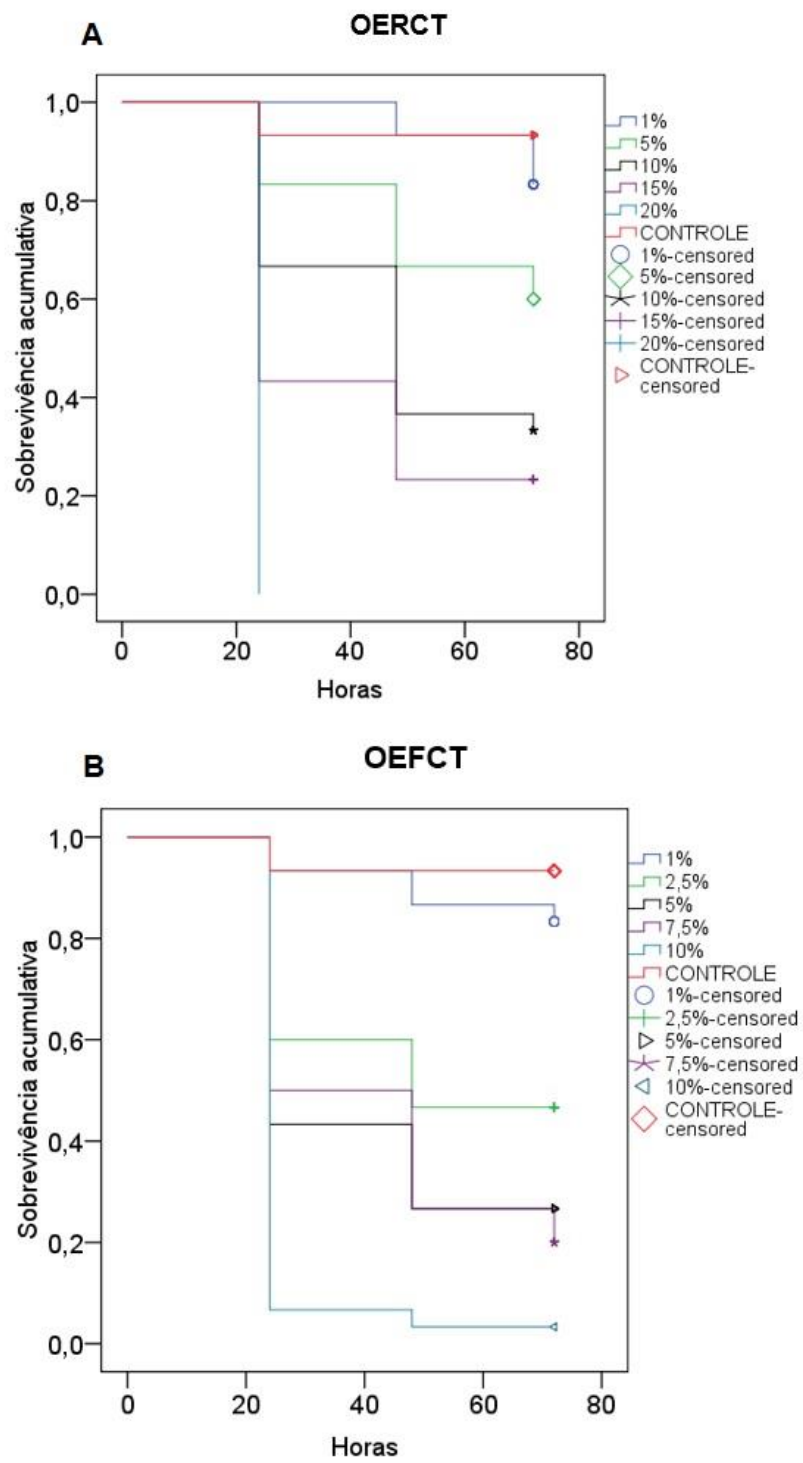 A
OERCT
Sobrevivência acumulativa
1,0
0,8
0,6
0,4
0,2
0,0
0 20 40 60 80
Horas
1%
5%
10%
15%
20%
CONTROLE
1%-censored
5%-censored
10%-censored
15%-censored
20%-censored
CONTROLE-
censored
B
OEFCT
Sobrevivência acumulativa
1,0
0,8
0,6
0,4
0,2
0,0
0 20 40 60 80
Horas
1%
2,5%
5%
7,5%
10%
CONTROLE
1%-censored
2,5%-censored
5%-censored
7,5%-censored
10%-censored
CONTROLE-
censored